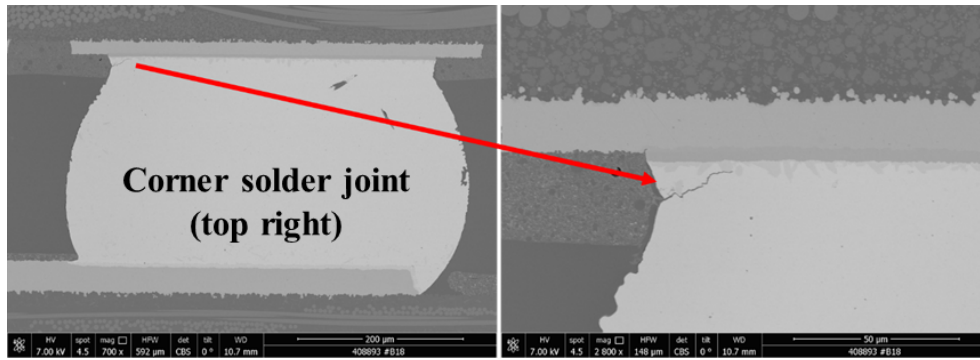 Corner solder joint
(top right)
HV spot mag HFW det tilt WD 200 µm
7.00 kV 4.5 700 x 592 µm CBS 0 ° 10.7 mm 408893 #B18
HV spot mag HFW det tilt WD 50 µm
7.00 kV 4.5 2 800 x 148 µm CBS 0 ° 10.7 mm 408893 #B18